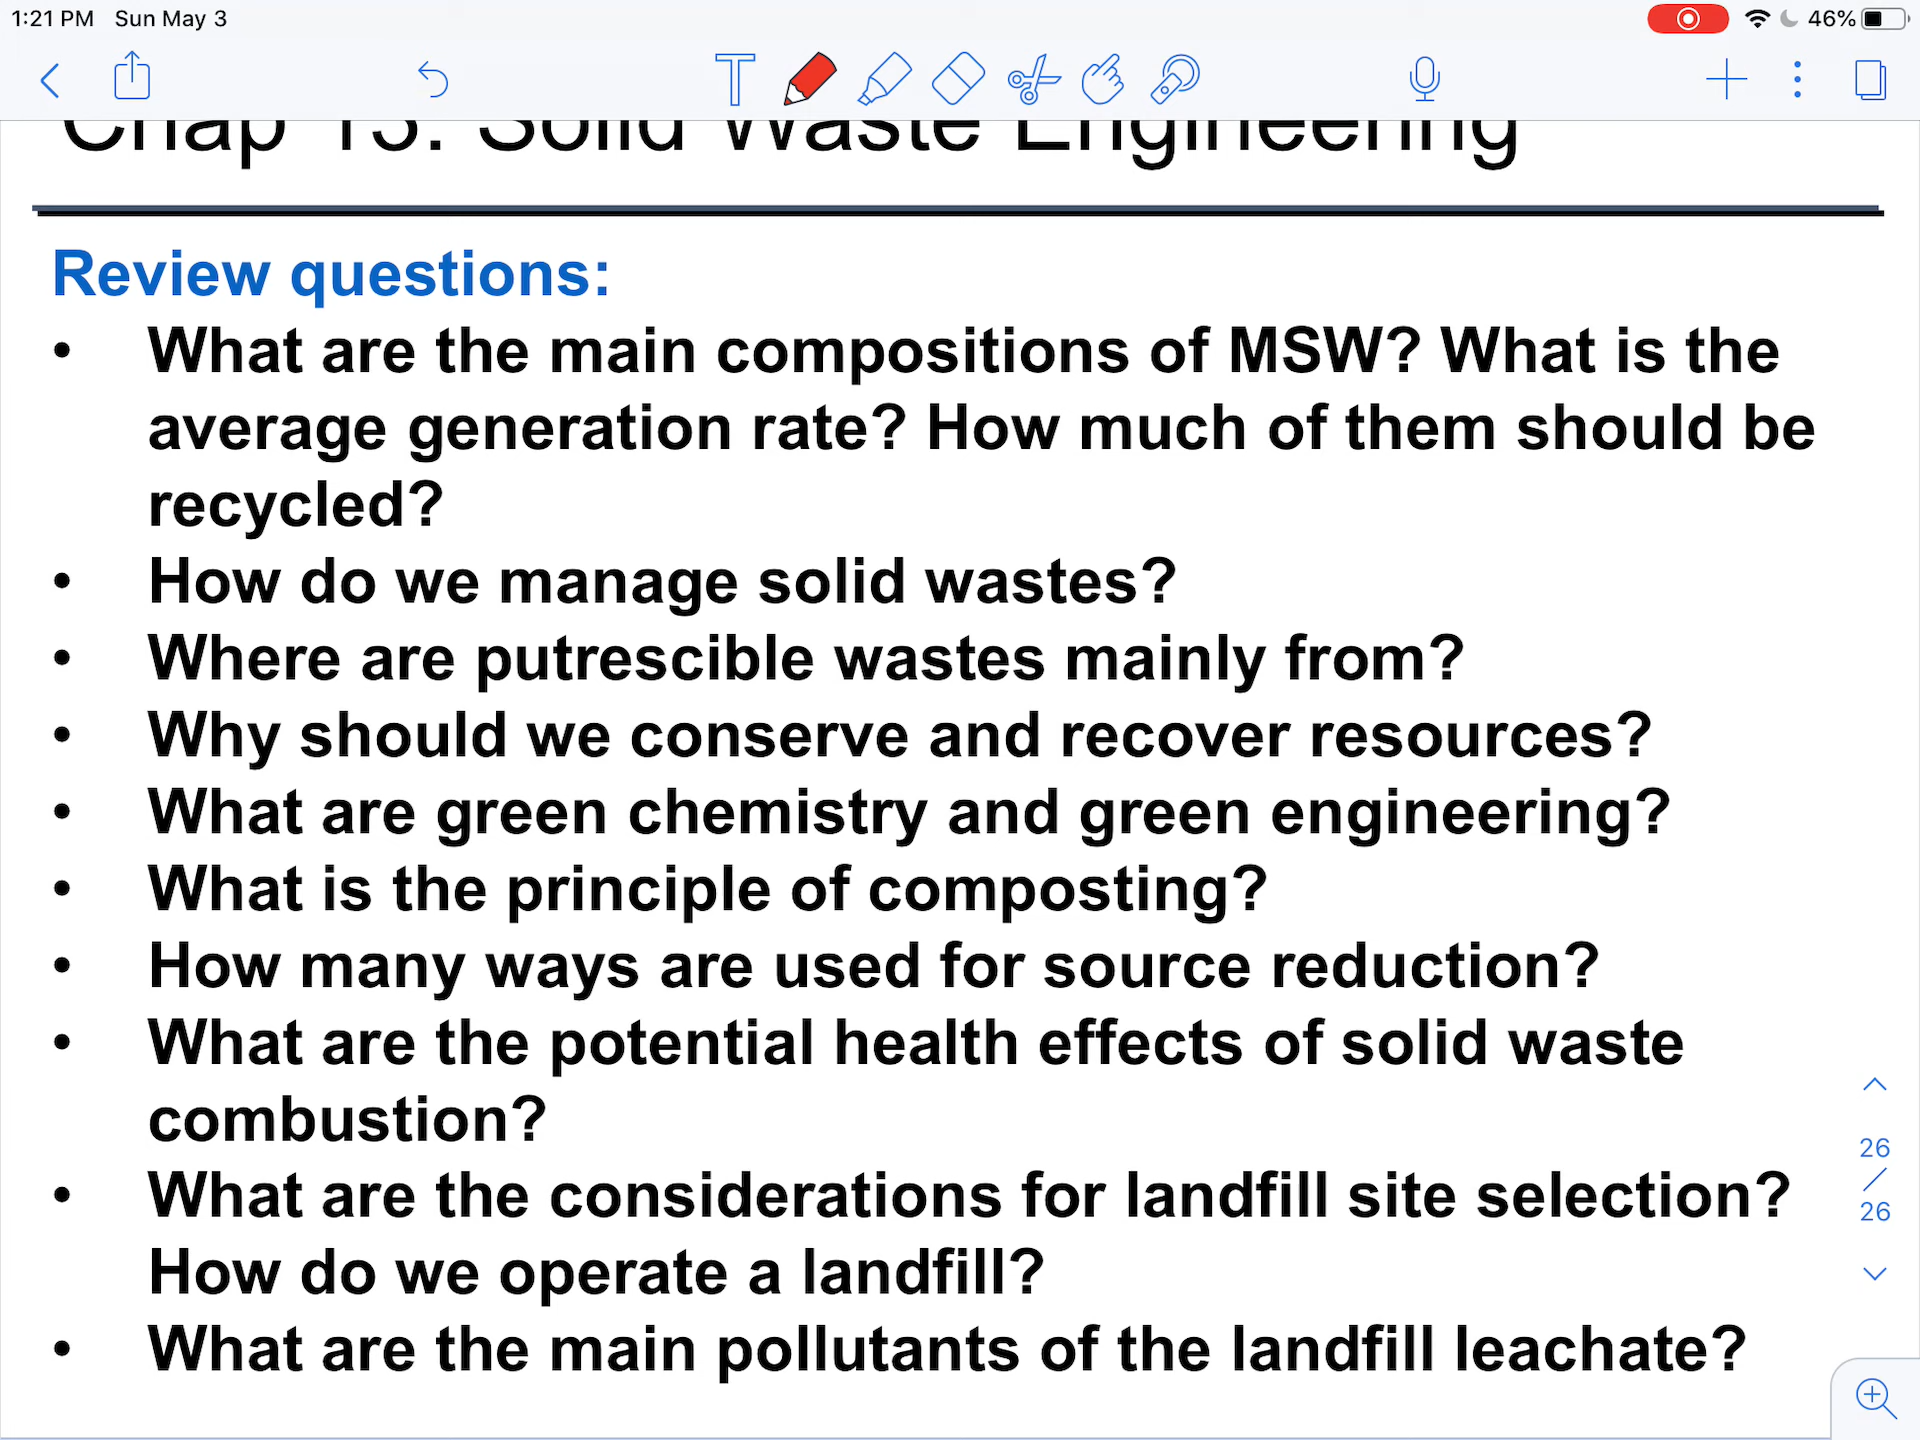 1:21 PM Sun May 3
46%
Chap 13: Solid Waste Engineering
Review questions:
• What are the main compositions of MSW? What is the
average generation rate? How much of them should be
recycled?
• How do we manage solid wastes?
• Where are putrescible wastes mainly from?
• Why should we conserve and recover resources?
• What are green chemistry and green engineering?
• What is the principle of composting?
• How many ways are used for source reduction?
• What are the potential health effects of solid waste
combustion?
• What are the considerations for landfill site selection?
How do we operate a landfill?
• What are the main pollutants of the landfill leachate?
26
/
26